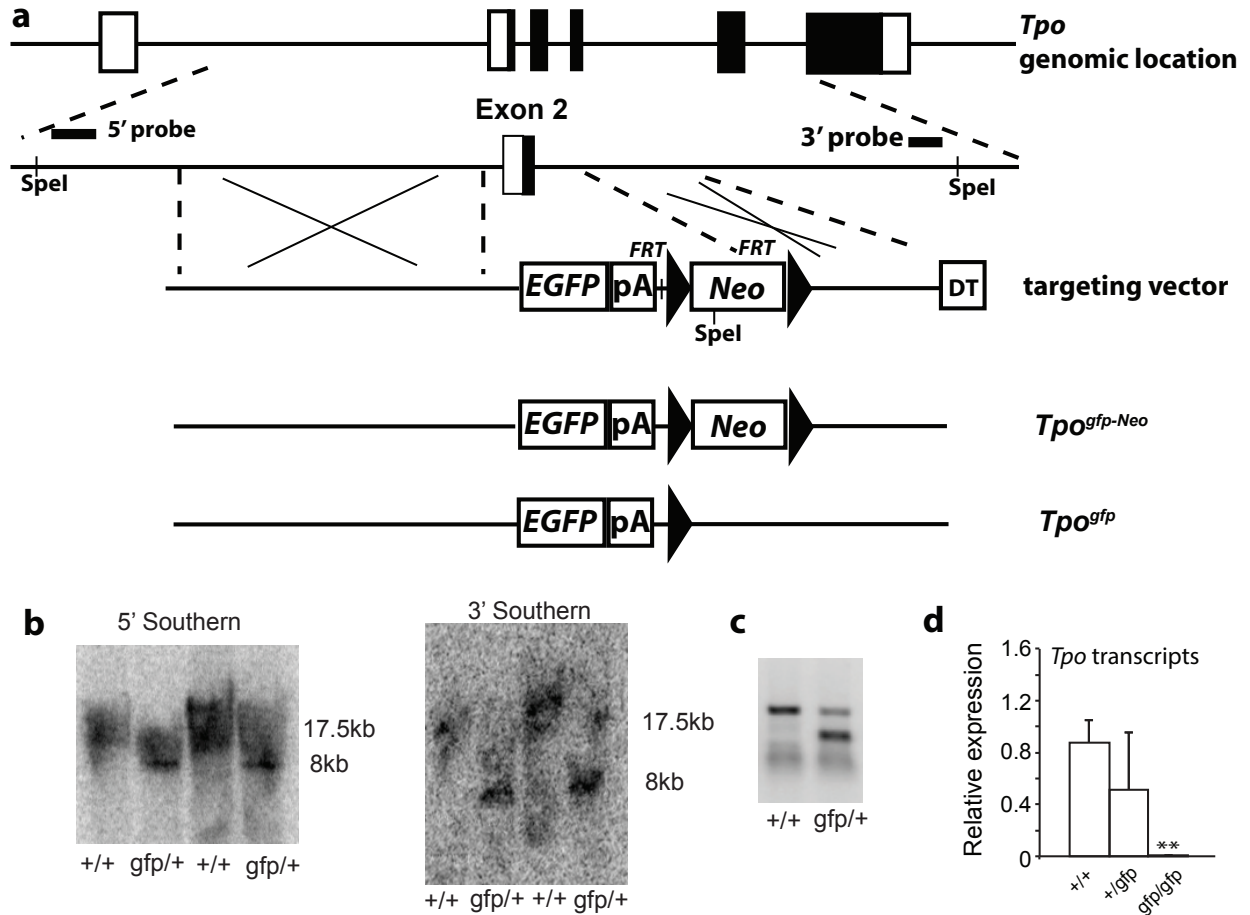 a
Tpo
genomic location
Exon 2
5' probe
3' probe
SpeI
SpeI
FRT
FRT
EGFP pA Neo DT
targeting vector
SpeI
EGFP pA Neo
Tpo^gfp-Neo
EGFP pA
Tpo^gfp
b
5' Southern
17.5kb
8kb
+/+ gfp/+ +/+ gfp/+
3' Southern
17.5kb
8kb
+/+ gfp/+ +/+ gfp/+
c
+/+ gfp/+
d
Tpo transcripts
Relative expression
1.6
1.2
0.8
0.4
0
**
+/+
+/gfp
gfp/gfp